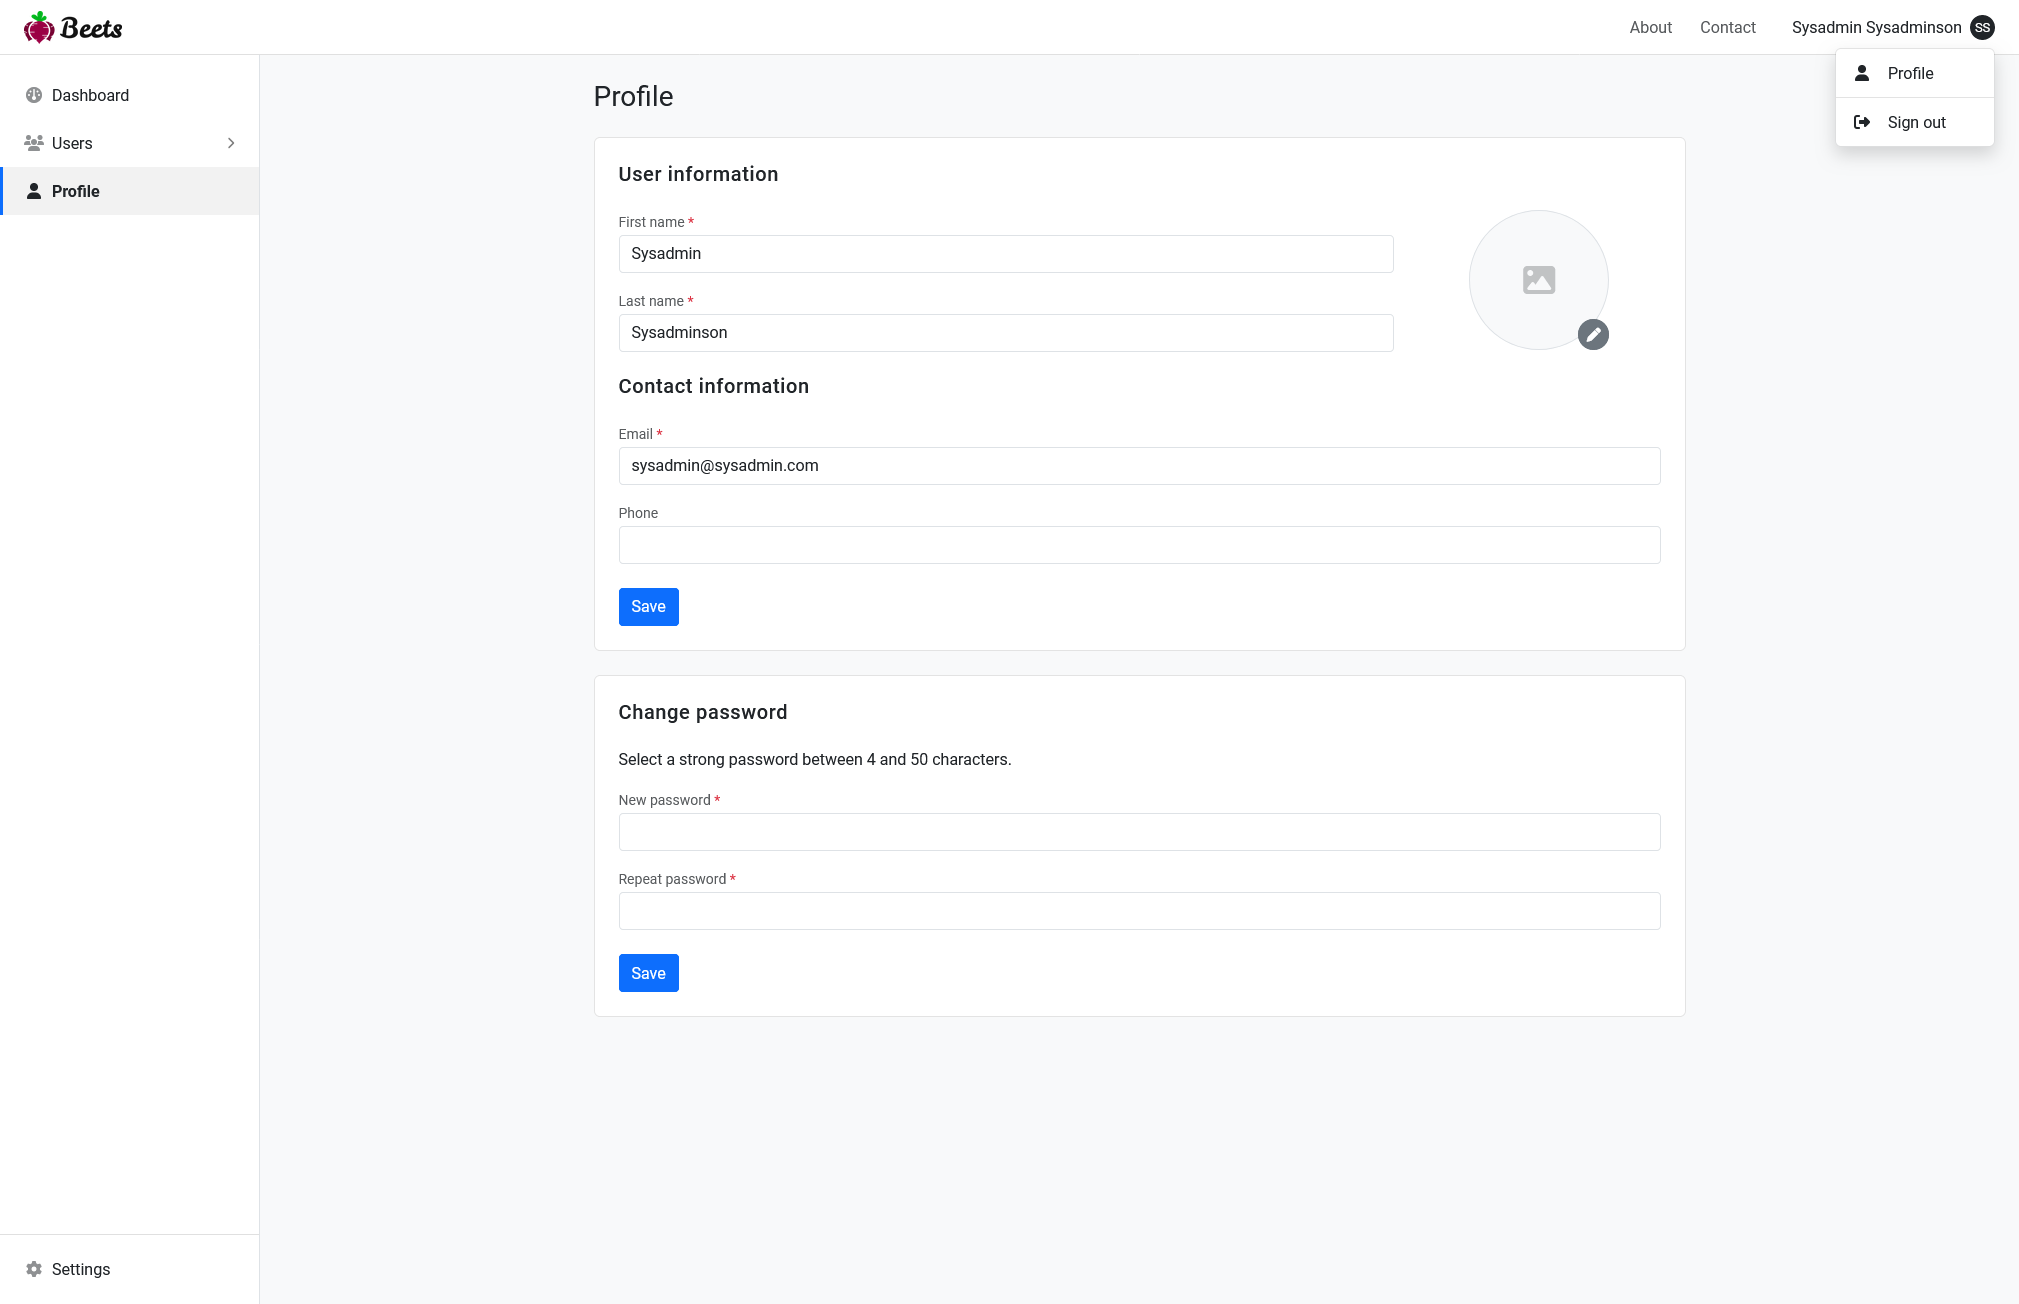 Beets
About
Contact
Sysadmin Sysadminson
SS
Profile
Sign out
Dashboard
Users
Profile
Settings
Profile
User information
First name *
Sysadmin
Last name *
Sysadminson
Contact information
Email *
sysadmin@sysadmin.com
Phone
Save
Change password
Select a strong password between 4 and 50 characters.
New password *
Repeat password *
Save